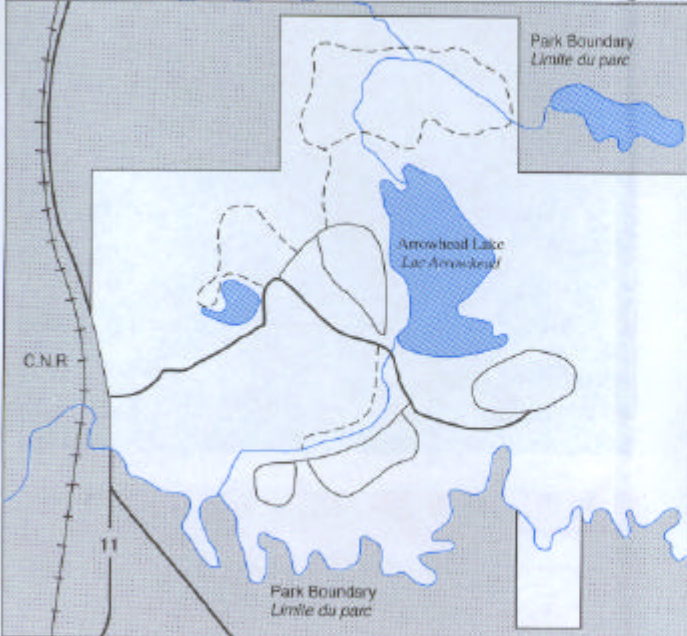 Park Boundary
Limite du parc
Arrowhead Lake
Lac Arrowhead
C.N.R
11
Park Boundary
Limite du parc